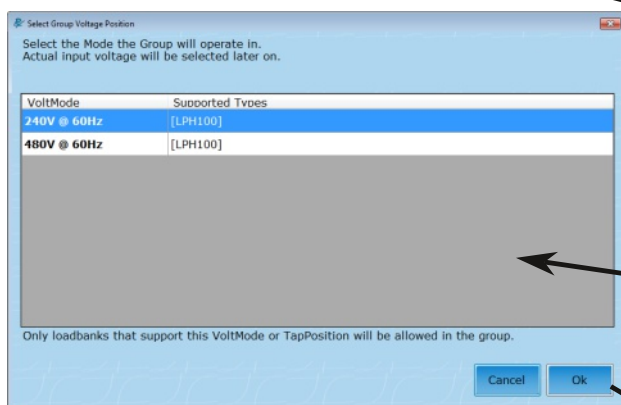 Select Group Voltage Position
Select the Mode the Group will operate in.
Actual input voltage will be selected later on.
VoltMode Supported Types
240V @ 60Hz [LPH100]
480V @ 60Hz [LPH100]
Only loadbanks that support this VoltMode or TapPosition will be allowed in the group.
Cancel Ok